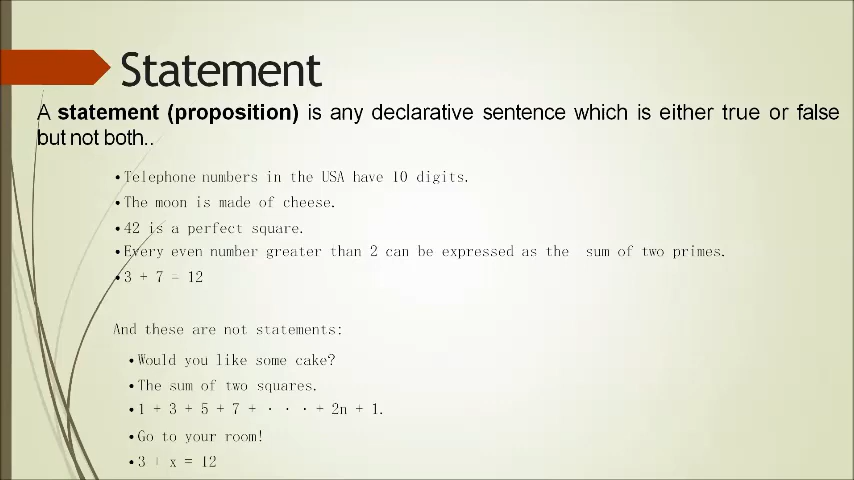 Statement
A statement (proposition) is any declarative sentence which is either true or false
but not both..
•Telephone numbers in the USA have 10 digits.
•The moon is made of cheese.
•42 is a perfect square.
•Every even number greater than 2 can be expressed as the sum of two primes.
•3 + 7 = 12
And these are not statements:
•Would you like some cake?
•The sum of two squares.
•1 + 3 + 5 + 7 + · · · + 2n + 1.
•Go to your room!
•3 + x = 12